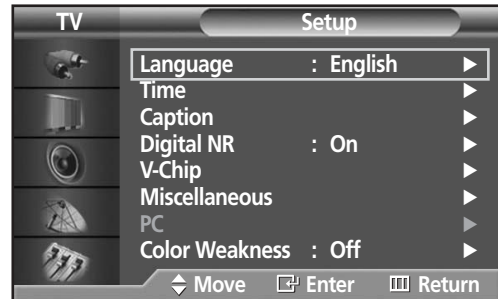 TV Setup
Language : English
Time
Caption
Digital NR : On
V-Chip
Miscellaneous
PC
Color Weakness : Off
Move Enter Return